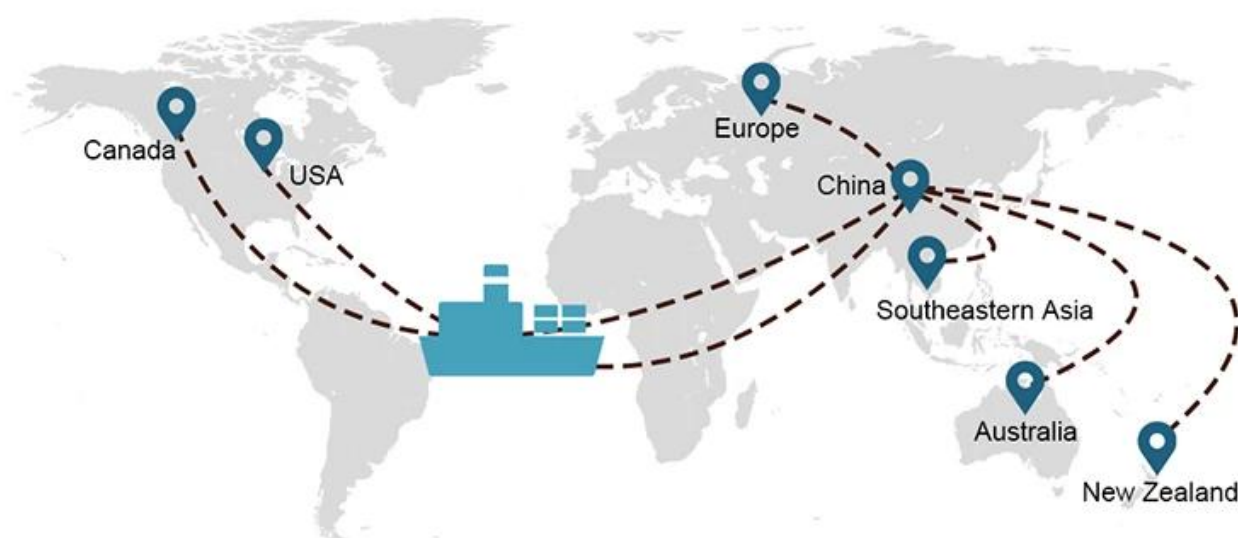 Canada
USA
Europe
China
Southeastern Asia
Australia
New Zealand